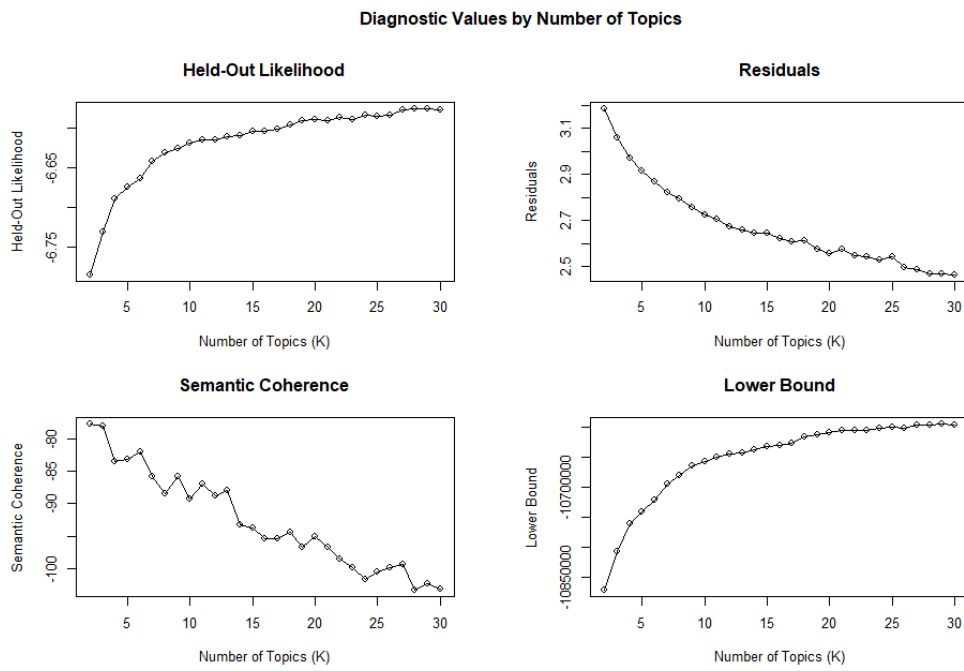 Diagnostic Values by Number of Topics
Held-Out Likelihood
Held-Out Likelihood
-6.65
-6.75
5 10 15 20 25 30
Number of Topics (K)
Residuals
Residuals
3.1
2.9
2.7
2.5
5 10 15 20 25 30
Number of Topics (K)
Semantic Coherence
Semantic Coherence
-80
-85
-90
-100
5 10 15 20 25 30
Number of Topics (K)
Lower Bound
Lower Bound
-10700000
-10850000
5 10 15 20 25 30
Number of Topics (K)